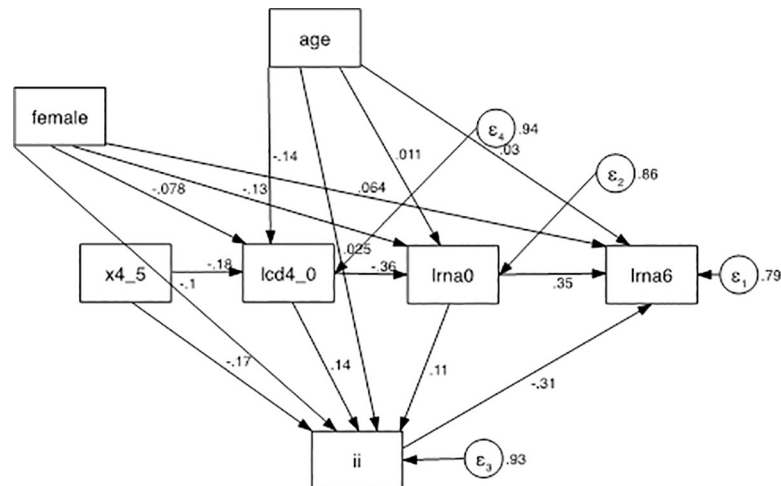 age
female
ε4 .94
.03
.011
-.14
ε2 .86
-.078
-.13
.064
x4_5
-.18
lcd4_0
.025
-.36
lrna0
.35
lrna6
ε1 .79
-.1
-.17
.14
.11
-.31
ii
ε3 .93